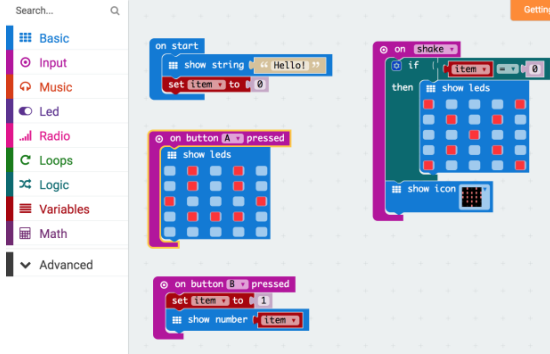 Search...
Getting
Basic
Input
Music
Led
Radio
Loops
Logic
Variables
Math
Advanced
on start
show string “ Hello! ”
set item to 0
on button A pressed
show leds
on button B pressed
set item to 1
show number item
on shake
if item = 0
then show leds
show icon